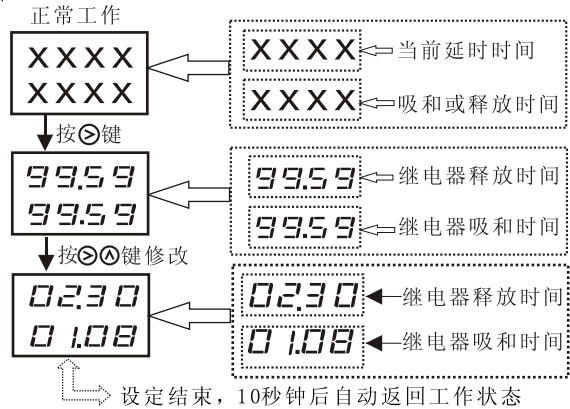 正常工作
XXXX
XXXX
XXXX 当前延时时间
XXXX 吸和或释放时间
按>键
99.59
99.59
99.59 继电器释放时间
99.59 继电器吸和时间
按>∧键修改
02.30
01.08
02.30 继电器释放时间
01.08 继电器吸和时间
设定结束，10秒钟后自动返回工作状态